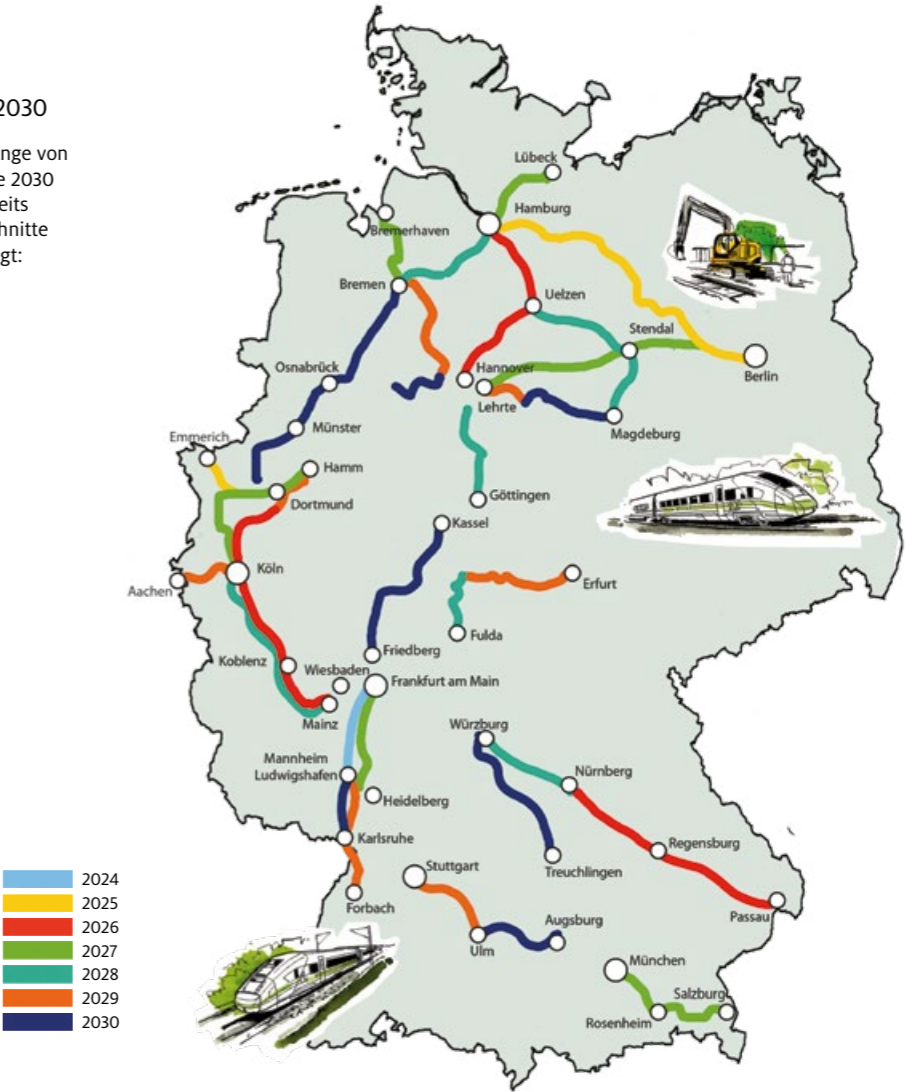 2030
nge von
e 2030
eits
hnitte
gt:
Lübeck
Hamburg
Bremerhaven
Bremen
Uelzen
Stendal
Osnabrück
Hannover
Berlin
Lehrte
Münster
Magdeburg
Emmerich
Hamm
Dortmund
Göttingen
Kassel
Köln
Aachen
Erfurt
Fulda
Koblenz
Friedberg
Wiesbaden
Frankfurt am Main
Mainz
Würzburg
Mannheim
Ludwigshafen
Nürnberg
Heidelberg
Karlsruhe
Regensburg
Stuttgart
Treuchlingen
Forbach
Passau
Augsburg
Ulm
München
Salzburg
Rosenheim
2024
2025
2026
2027
2028
2029
2030